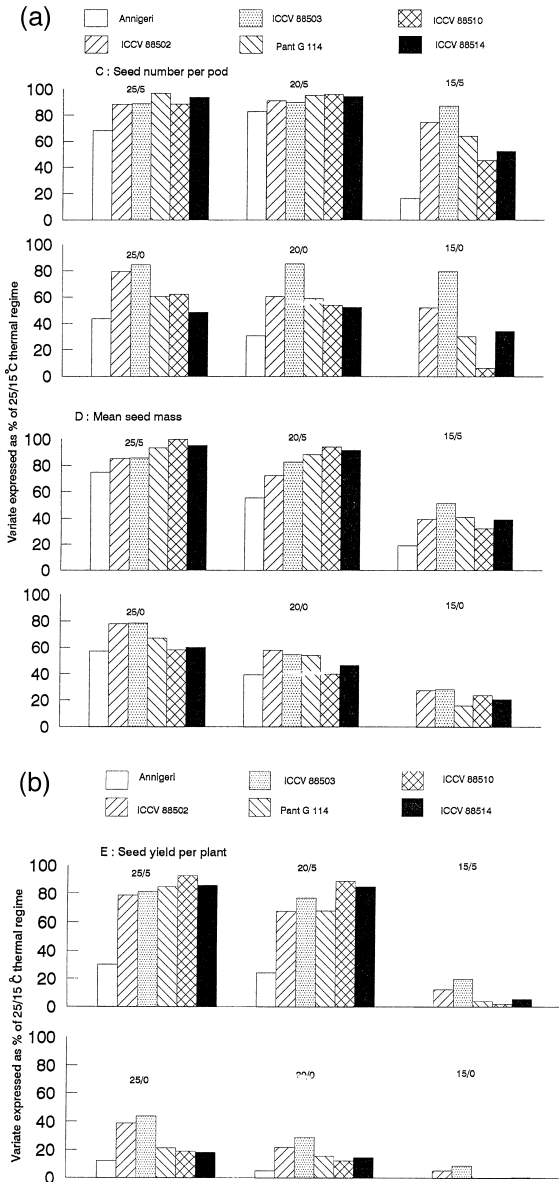 (a)
Annigeri
ICCV 88503
ICCV 88510
ICCV 88502
Pant G 114
ICCV 88514
C : Seed number per pod
25/5
20/5
15/5
100
80
60
40
20
0
25/0
20/0
15/0
100
80
60
40
20
0
Variate expressed as % of 25/15°C thermal regime
D : Mean seed mass
25/5
20/5
15/5
100
80
60
40
20
0
25/0
20/0
15/0
100
80
60
40
20
0
(b)
Annigeri
ICCV 88503
ICCV 88510
ICCV 88502
Pant G 114
ICCV 88514
E : Seed yield per plant
25/5
20/5
15/5
100
80
60
40
20
0
Variate expressed as % of 25/15°C thermal regime
25/0
20/0
15/0
100
80
60
40
20
0